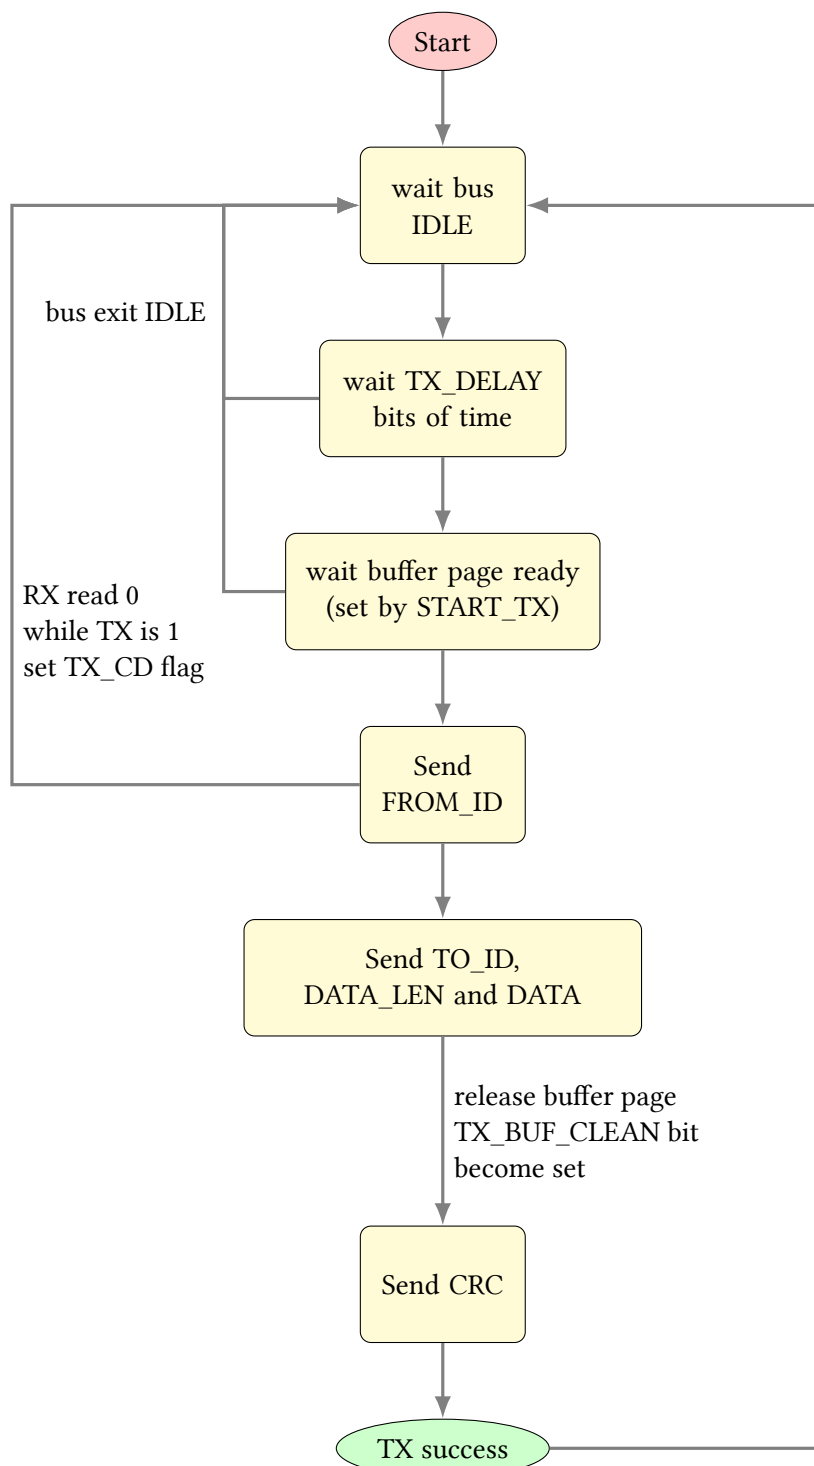 Start
wait bus
IDLE
bus exit IDLE
wait TX_DELAY
bits of time
wait buffer page ready
(set by START_TX)
RX read 0
while TX is 1
set TX_CD flag
Send
FROM_ID
Send TO_ID,
DATA_LEN and DATA
release buffer page
TX_BUF_CLEAN bit
become set
Send CRC
TX success